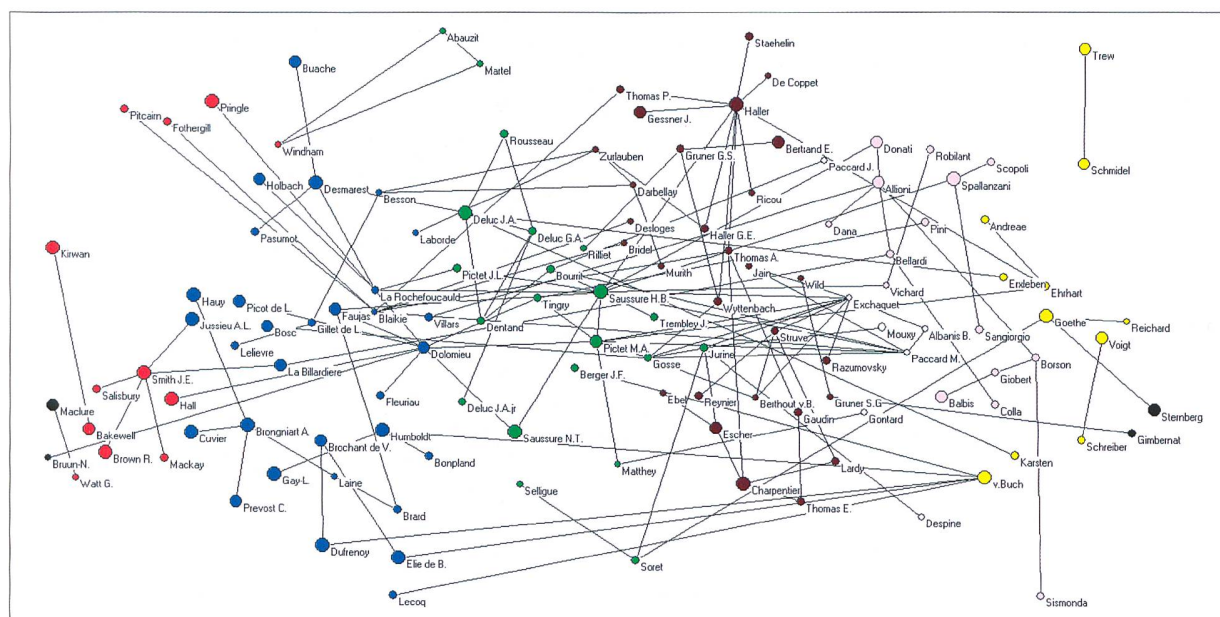 Abauzit
Staehelin
Trew
Buache
Martel
De Coppet
Thomas P.
Haller
Pringle
Gessner J.
Pitcairn
Fothergill
Rousseau
Windham
Zurlauben
Gruner G.S.
Bertrand E.
Donati
Robilant
Paccard J.
Scopoli
Schmidel
Holbach
Desmarest
Besson
Darbellay
Ricou
Allioni
Spallanzani
Deluc J.A.
Desloges
Dana
Pini
Andreae
Pasumot
Laborde
Deluc G.A.
Bridel
Haller G.E.
Kirwan
Rilliet
Thomas A.
Bellardi
Pictet J.L.
Bourrit
Murith
Jain
Wild
Erxleben
Vichard
Ehrhart
La Rochefoucauld
Saussure H.B.
Hauy
Picot de L.
Faujas
Blaikie
Tingry
Wyttenbach
Exchaquet
Jussieu A.L.
Bosc
Gillet de L.
Villars
Dentand
Trembley J.
Struve
Mouxy
Albanis B.
Sangiorgio
Goethe
Reichard
Lelievre
Dolomieu
Pictet M.A.
Jurine
Paccard M.
Voigt
La Billardiere
Gosse
Razumovsky
Borson
Smith J.E.
Berger J.F.
Giobert
Salisbury
Hall
Fleuriau
Deluc J.A.jr
Ebel
Reynier
Berthout v.B.
Gruner S.G
Balbis
Colla
Maclure
Gaudin
Gontard
Sternberg
Bakewell
Cuvier
Brongniart A.
Humboldt
Saussure N.T.
Escher
Gimbernat
Brochant de V.
Schreiber
Bruun-N.
Brown R.
Mackay
Bonpland
Matthey
Lardy
Karsten
Watt G.
Gay-L.
Laine
Selligue
Charpentier
v.Buch
Prevost C.
Brard
Thomas E.
Despine
Dufrenoy
Elie de B.
Soret
Lecoq
Sismonda